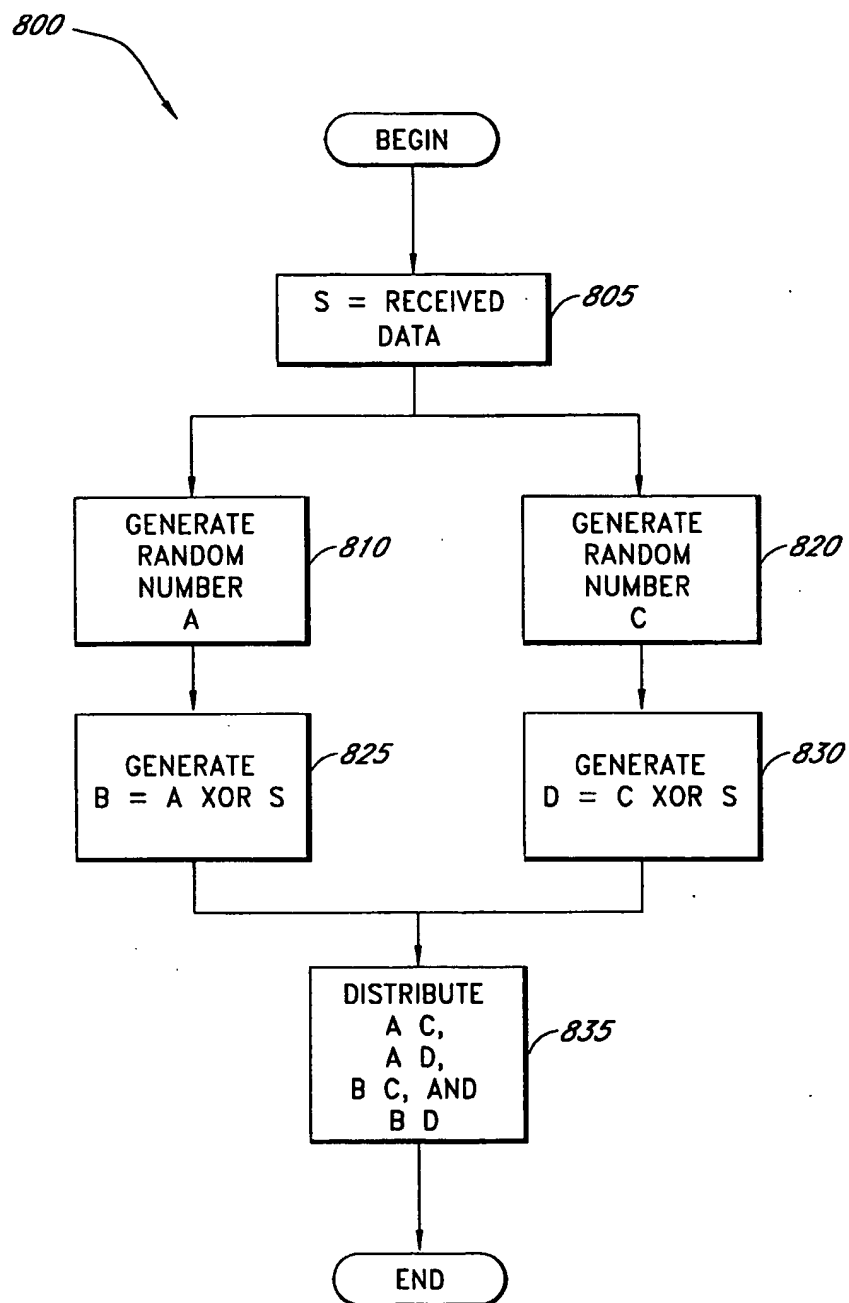 800
BEGIN
S = RECEIVED
DATA
805
GENERATE
RANDOM
NUMBER
A
810
GENERATE
RANDOM
NUMBER
C
820
GENERATE
B = A XOR S
825
GENERATE
D = C XOR S
830
DISTRIBUTE
A C,
A D,
B C, AND
B D
835
END